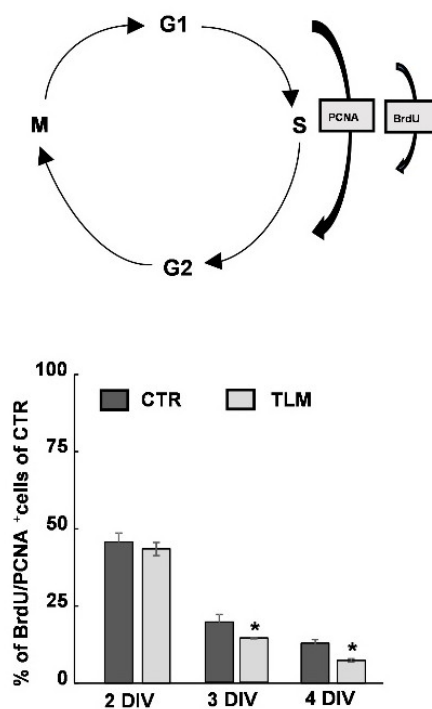 G1
M
S
PCNA
BrdU
G2
% of BrdU/PCNA ⁺cells of CTR
100
75
50
25
0
CTR
TLM
*
*
2 DIV
3 DIV
4 DIV